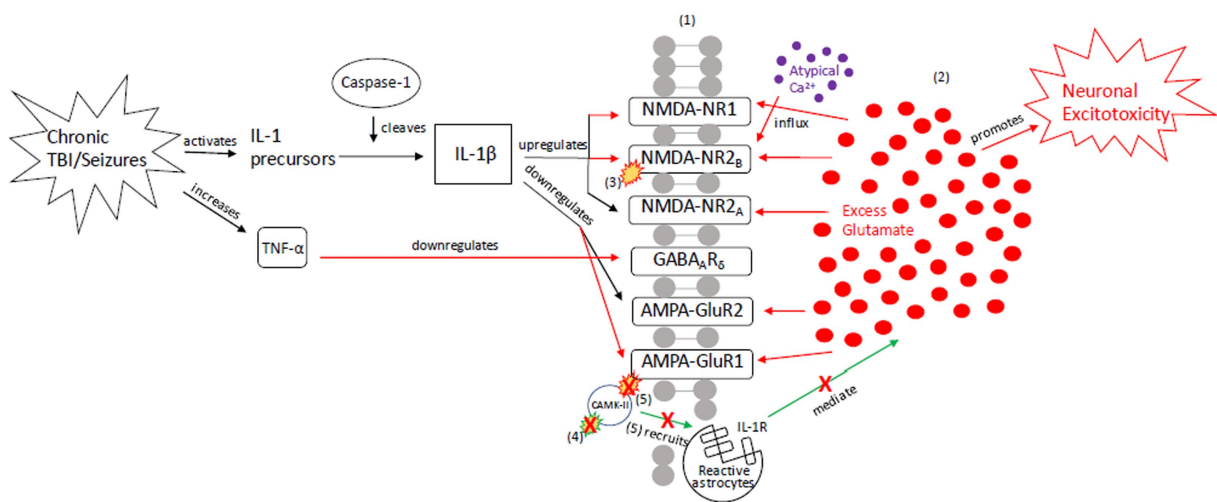 (1)
Caspase-1
Atypical
Ca²⁺
(2)
Neuronal
Excitotoxicity
Chronic
TBI/Seizures
activates
IL-1
precursors
cleaves
IL-1β
upregulates
downregulates
NMDA-NR1
influx
promotes
NMDA-NR2B
(3)
NMDA-NR2A
Excess
Glutamate
increases
TNF-α
downregulates
GABAARδ
AMPA-GluR2
AMPA-GluR1
X
CAMK-II
(5)
X
(4)
X
(5) recruits
IL-1R
Reactive
astrocytes
X
mediate